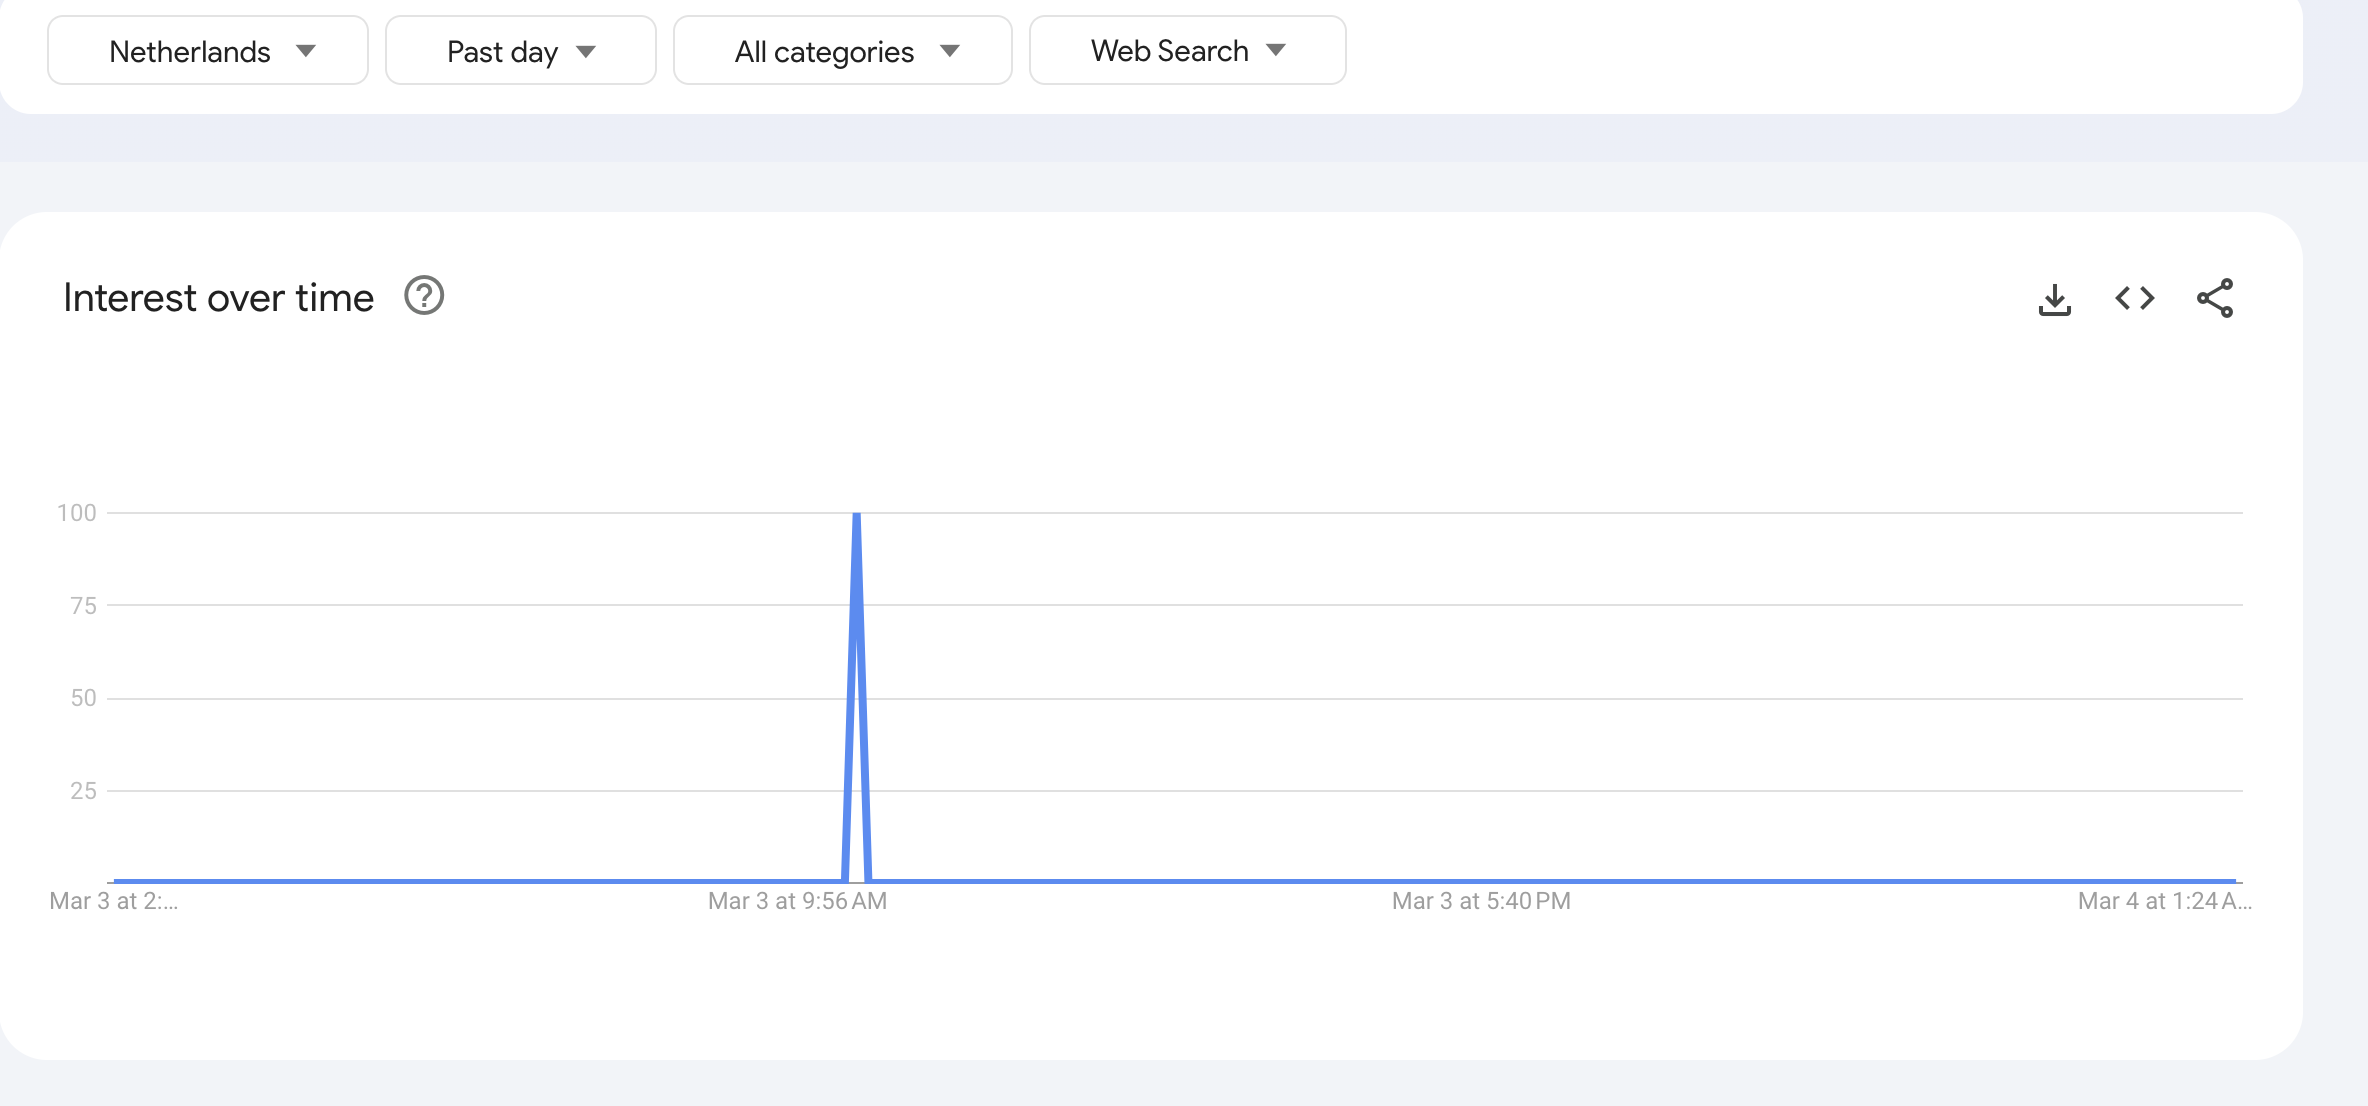 Netherlands Past day All categories Web Search
Interest over time
100
75
50
25
Mar 3 at 2:... Mar 3 at 9:56 AM Mar 3 at 5:40 PM Mar 4 at 1:24 A...